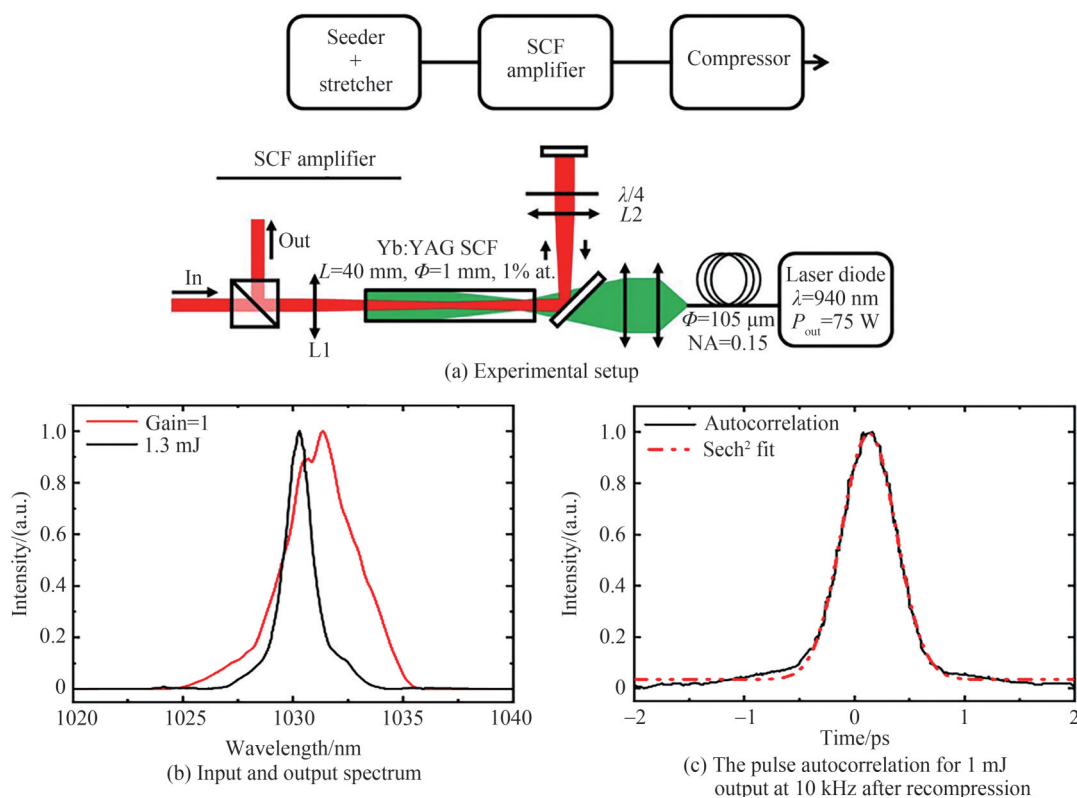 Seeder
+
stretcher
SCF
amplifier
Compressor
SCF amplifier
λ/4
L2
Out
In
Yb:YAG SCF
L=40 mm, Φ=1 mm, 1% at.
L1
Φ=105 μm
NA=0.15
Laser diode
λ=940 nm
Pout=75 W
(a) Experimental setup
Gain=1
1.3 mJ
Intensity/(a.u.)
1.0
0.8
0.6
0.4
0.2
0
1020 1025 1030 1035 1040
Wavelength/nm
(b) Input and output spectrum
Autocorrelation
Sech² fit
Intensity/(a.u.)
1.0
0.8
0.6
0.4
0.2
0
−2 −1 0 1 2
Time/ps
(c) The pulse autocorrelation for 1 mJ
output at 10 kHz after recompression